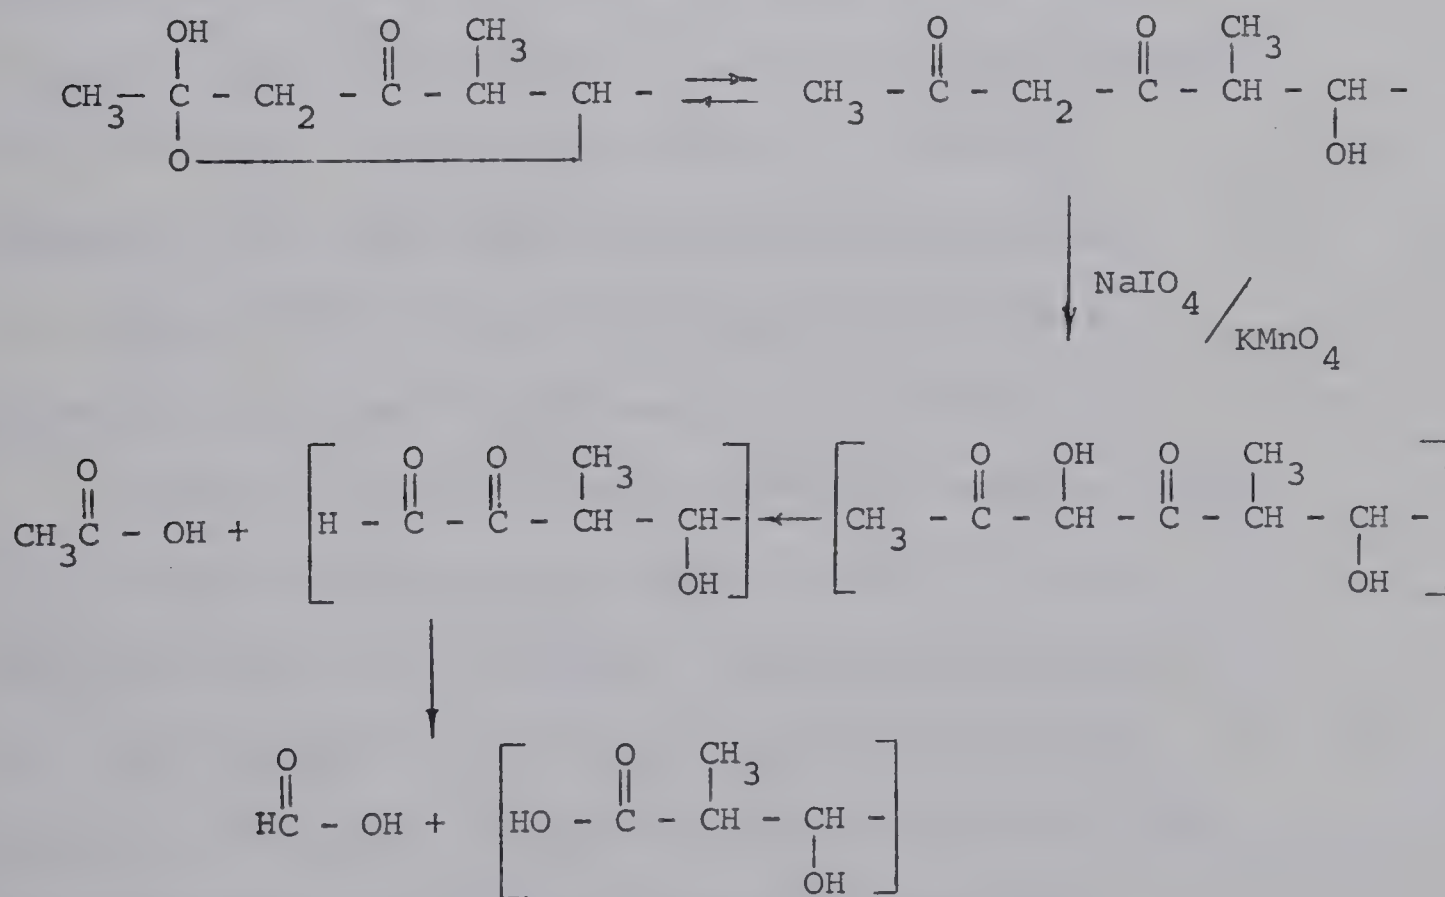 OH O CH3 O O CH3
CH3 - C - CH2 - C - CH - CH - ⇌ CH3 - C - CH2 - C - CH - CH -
O OH
NaIO4 / KMnO4
O O O CH3 O OH O CH3
CH3C - OH + [ H - C - C - CH - CH - ] ← [ CH3 - C - CH - C - CH - CH - ]
OH OH
O O CH3
HC - OH + [ HO - C - CH - CH - ]
OH